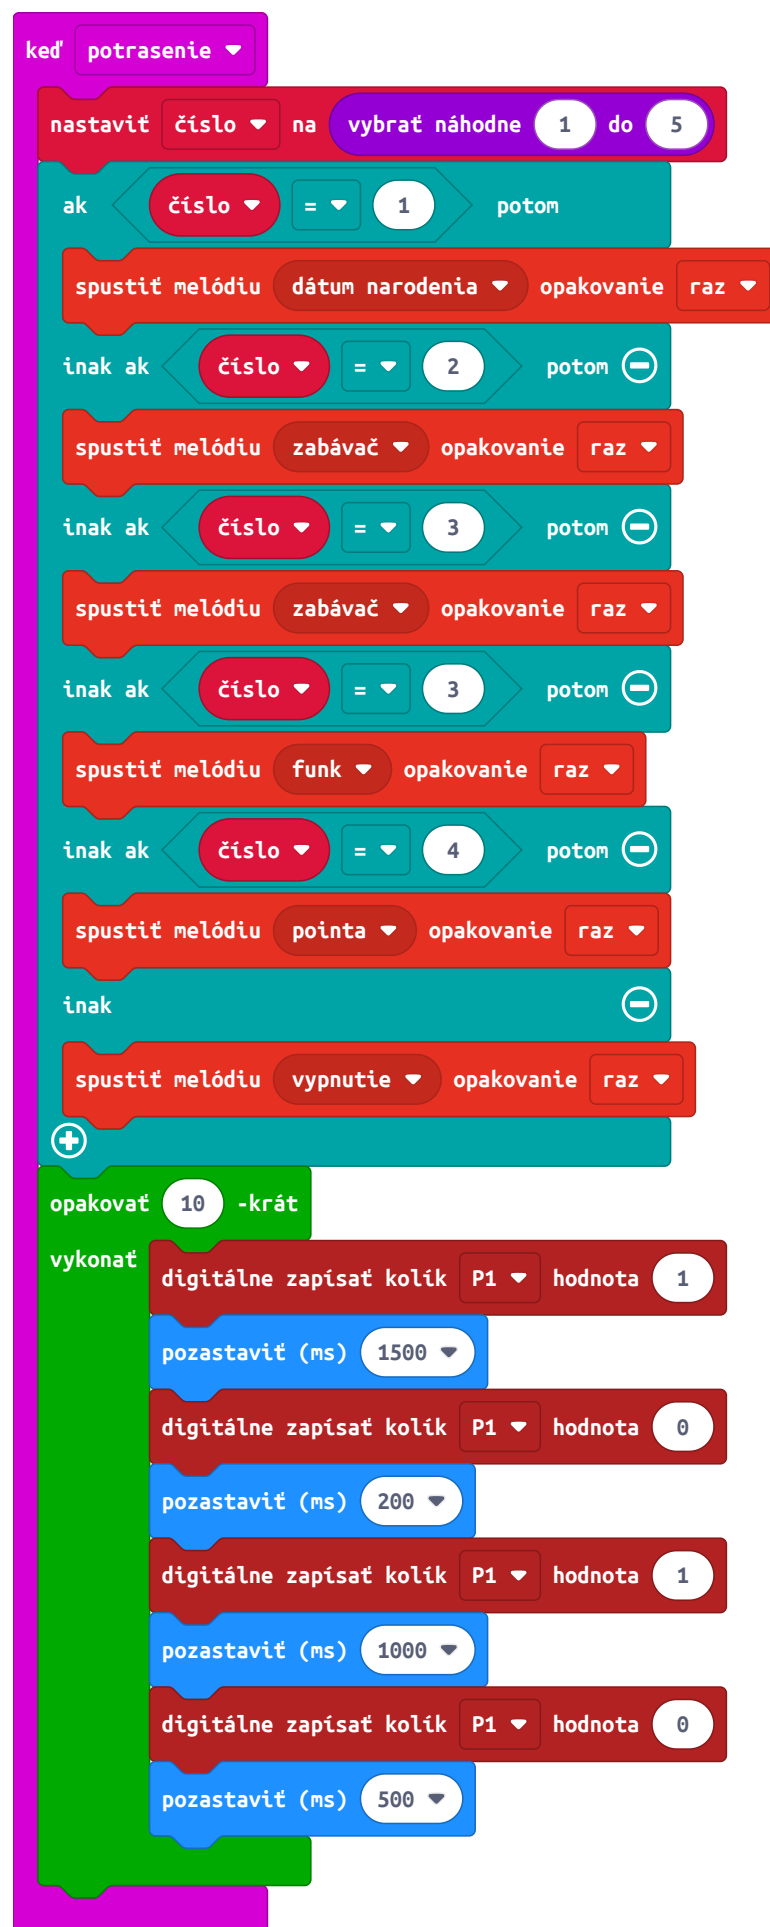 keď potrasenie
nastaviť číslo na vybrať náhodne 1 do 5
ak číslo = 1 potom
spustiť melódiu dátum narodenia opakovanie raz
inak ak číslo = 2 potom
spustiť melódiu zabávač opakovanie raz
inak ak číslo = 3 potom
spustiť melódiu zabávač opakovanie raz
inak ak číslo = 3 potom
spustiť melódiu funk opakovanie raz
inak ak číslo = 4 potom
spustiť melódiu pointa opakovanie raz
inak
spustiť melódiu vypnutie opakovanie raz
opakovať 10 -krát
vykonať
digitálne zapísať kolík P1 hodnota 1
pozastaviť (ms) 1500
digitálne zapísať kolík P1 hodnota 0
pozastaviť (ms) 200
digitálne zapísať kolík P1 hodnota 1
pozastaviť (ms) 1000
digitálne zapísať kolík P1 hodnota 0
pozastaviť (ms) 500